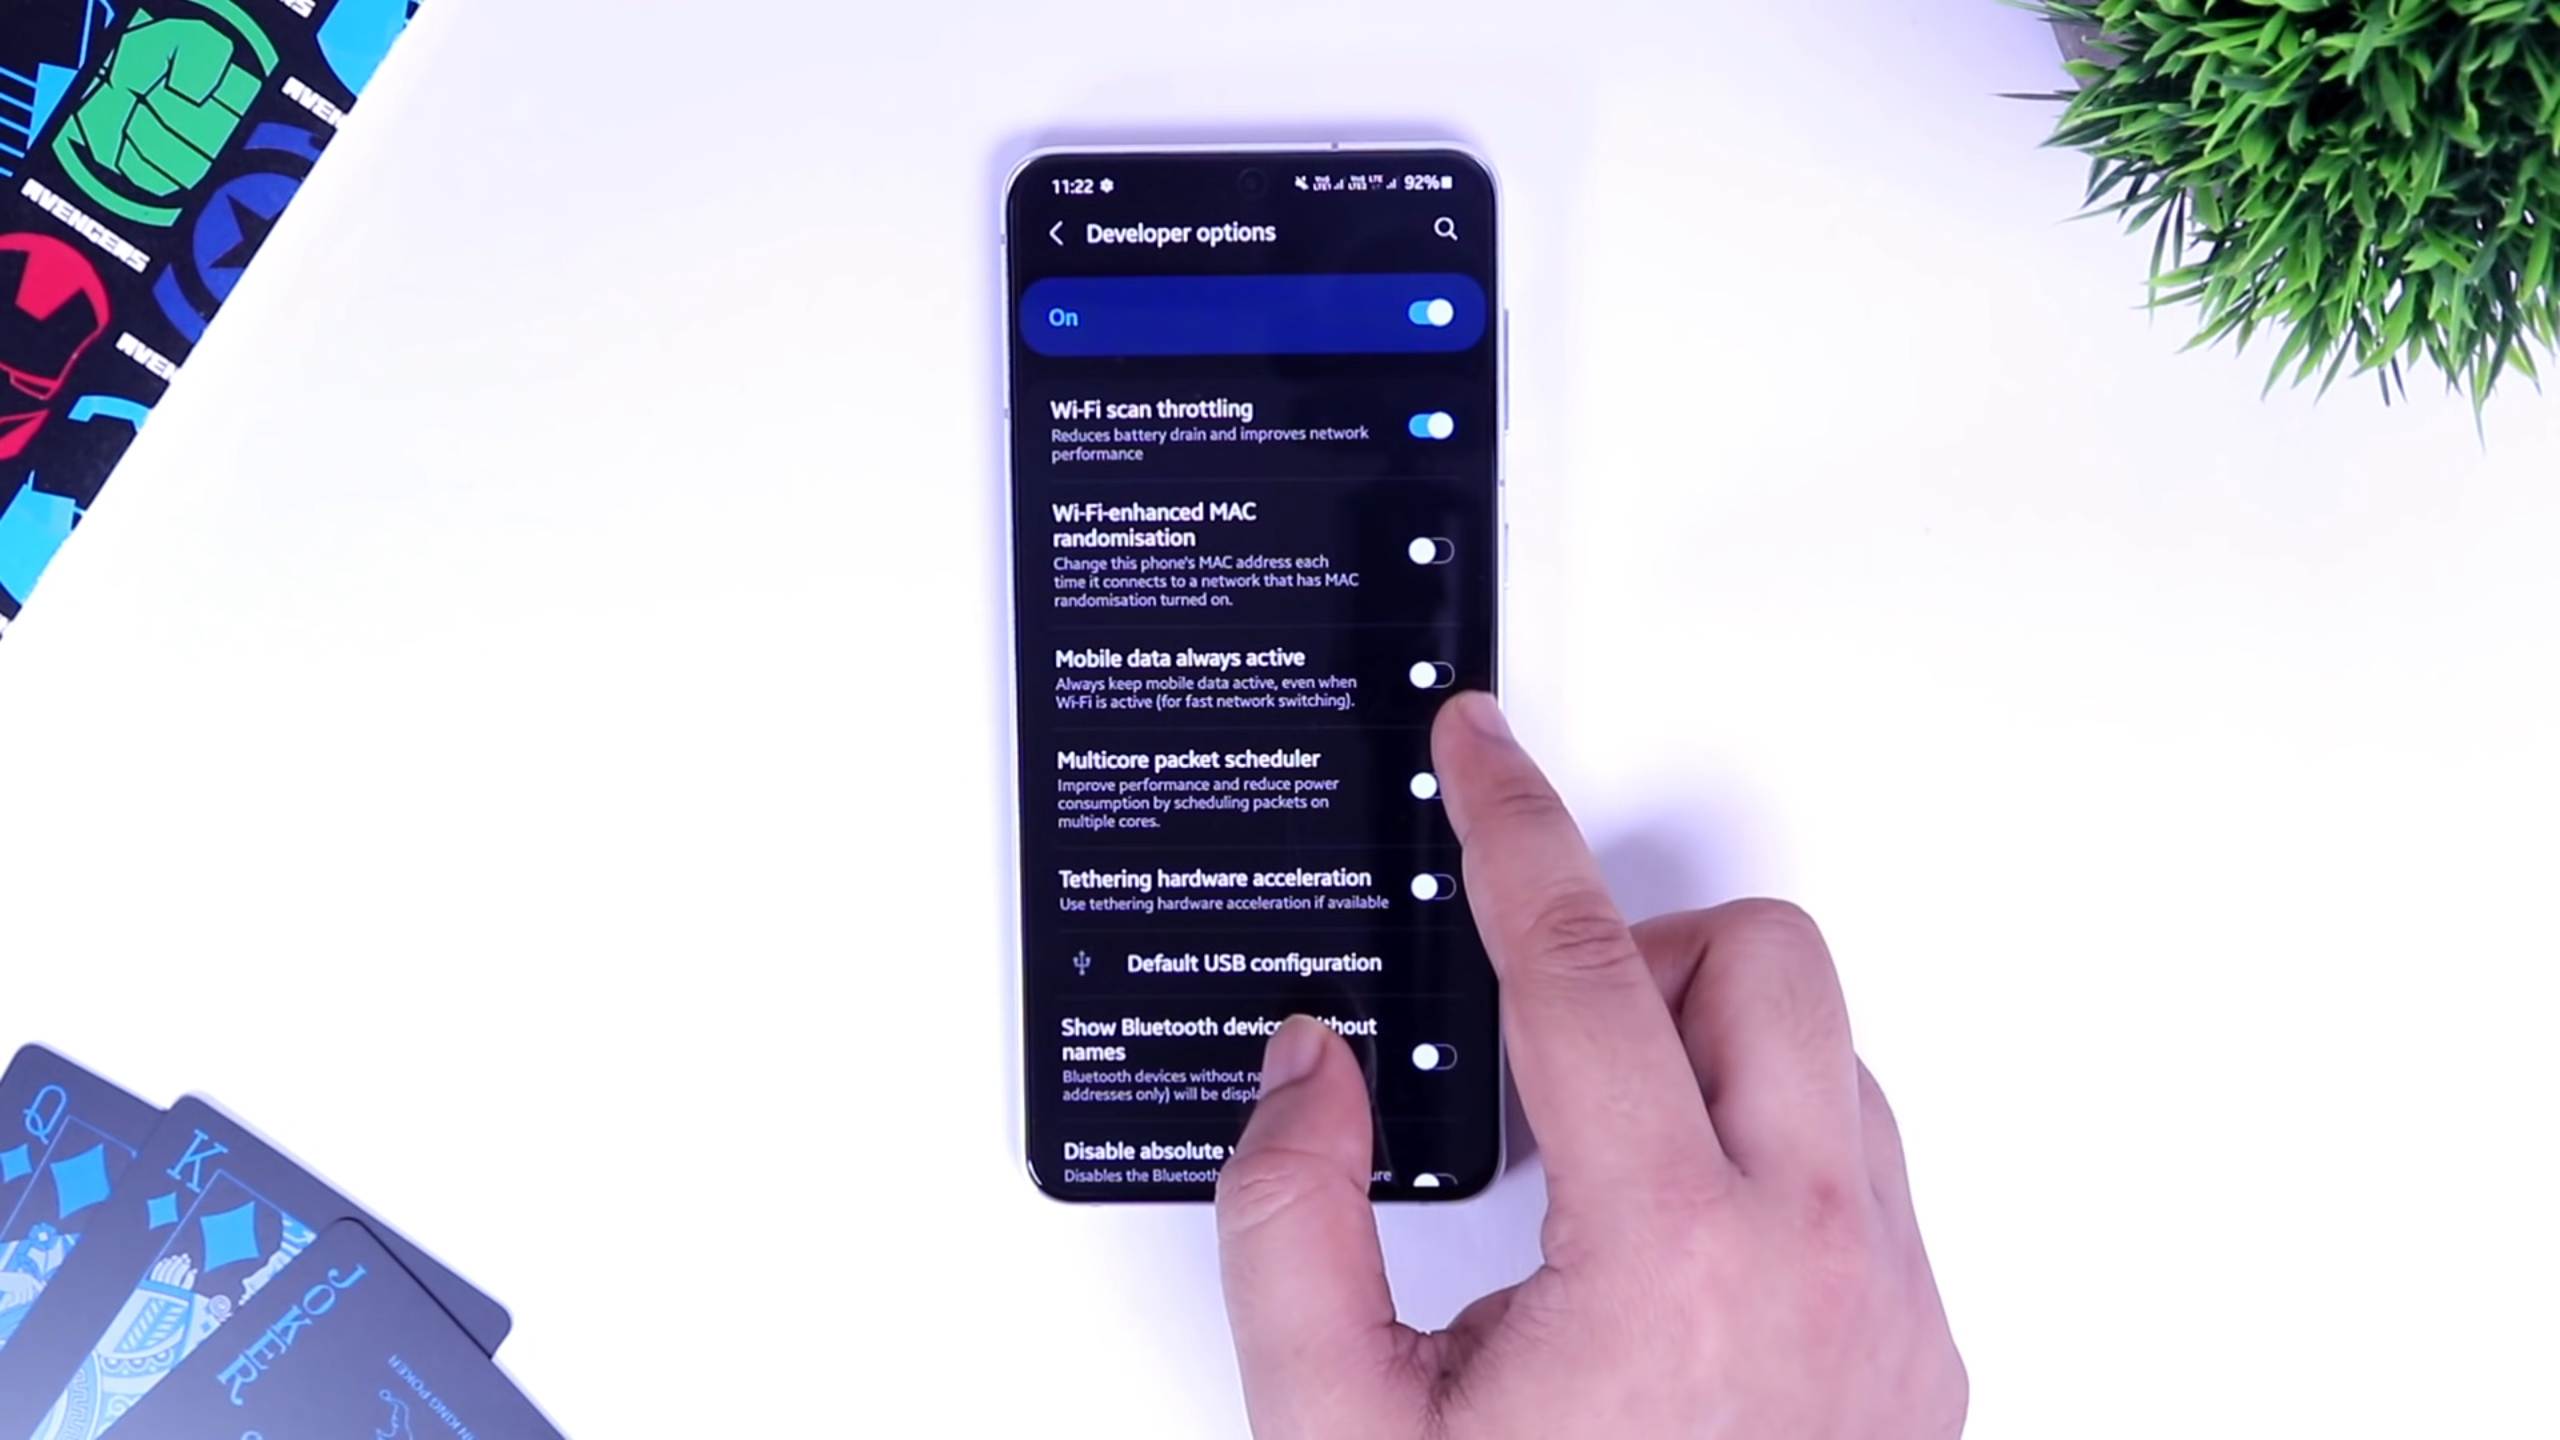 AVENGERS
11:22
92%
Developer options
On
Wi-Fi scan throttling
Reduces battery drain and improves network
performance
Wi-Fi-enhanced MAC
randomisation
Change this phone's MAC address each
time it connects to a network that has MAC
randomisation turned on.
Mobile data always active
Always keep mobile data active, even when
Wi-Fi is active (for fast network switching).
Multicore packet scheduler
Improve performance and reduce power
consumption by scheduling packets on
multiple cores.
Tethering hardware acceleration
Use tethering hardware acceleration if available
Default USB configuration
Show Bluetooth
names
Bluetooth devices without
addresses only) will be
Disable absolute
Disables the Bluetooth
Q
K
JOKER
KING POKER